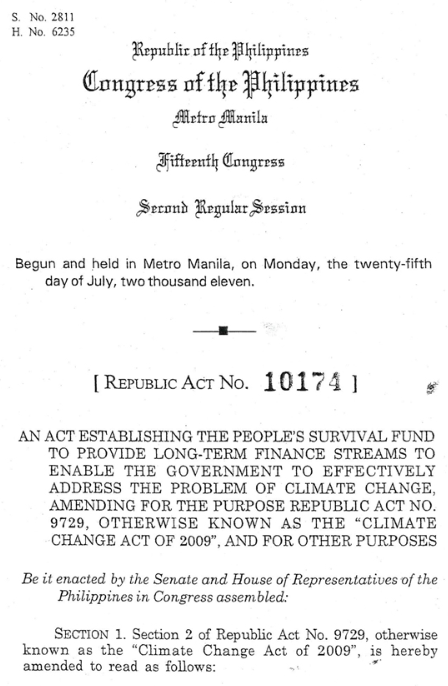 S. No. 2811
H. No. 6235
Republic of the Philippines
Congress of the Philippines
Metro Manila
Fifteenth Congress
Second Regular Session
Begun and held in Metro Manila, on Monday, the twenty-fifth
day of July, two thousand eleven.
[ REPUBLIC ACT NO. 10174 ]
AN ACT ESTABLISHING THE PEOPLE'S SURVIVAL FUND
TO PROVIDE LONG-TERM FINANCE STREAMS TO
ENABLE THE GOVERNMENT TO EFFECTIVELY
ADDRESS THE PROBLEM OF CLIMATE CHANGE,
AMENDING FOR THE PURPOSE REPUBLIC ACT NO.
9729, OTHERWISE KNOWN AS THE "CLIMATE
CHANGE ACT OF 2009", AND FOR OTHER PURPOSES
Be it enacted by the Senate and House of Representatives of the
Philippines in Congress assembled:
SECTION 1. Section 2 of Republic Act No. 9729, otherwise
known as the "Climate Change Act of 2009", is hereby
amended to read as follows: